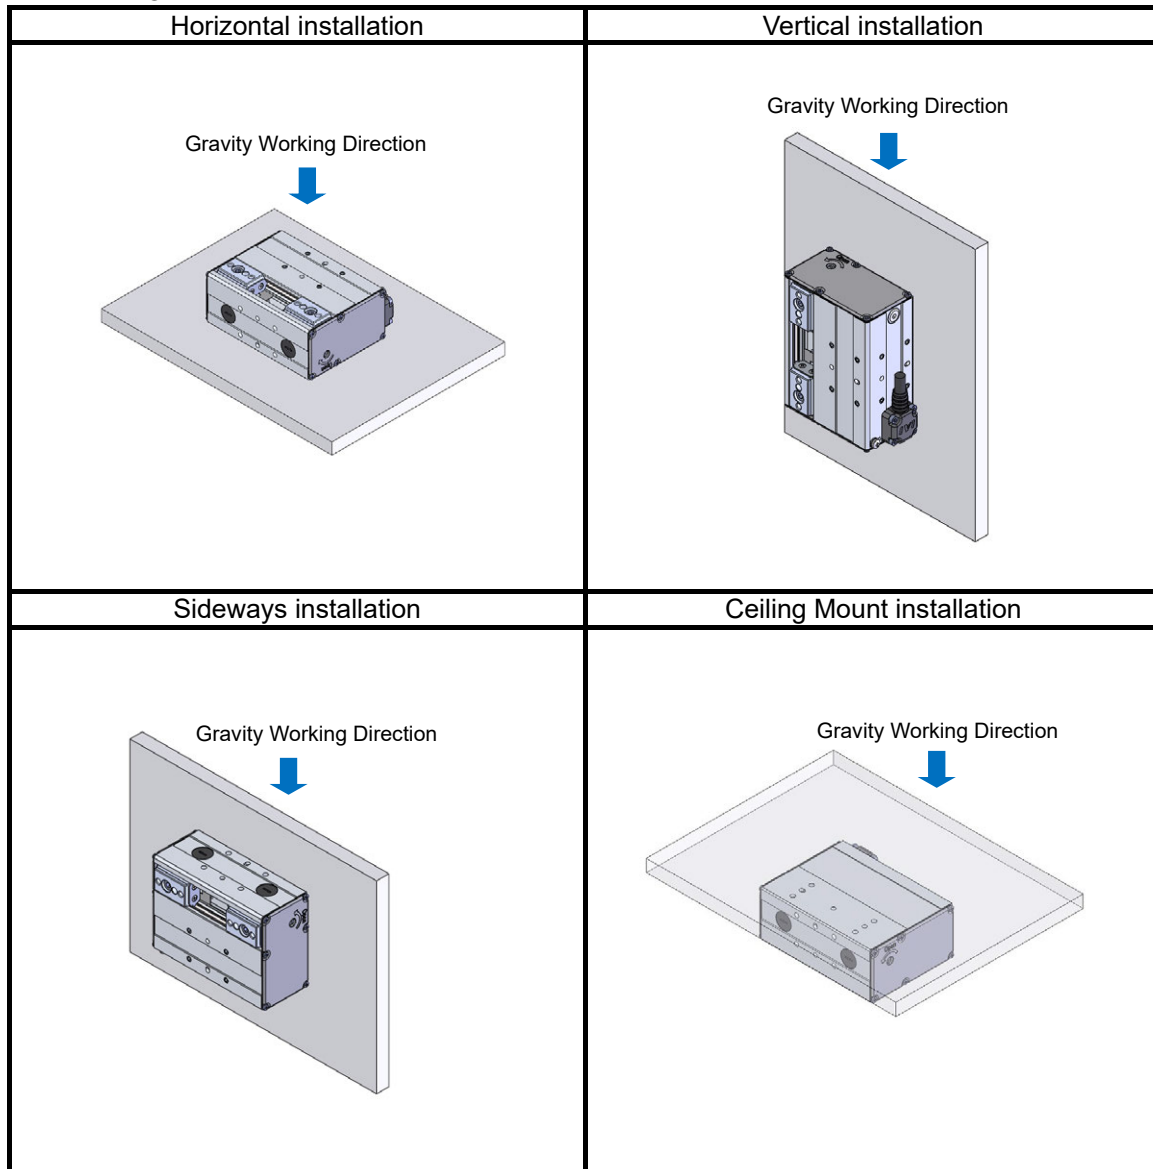 Horizontal installation
Vertical installation
Gravity Working Direction
Gravity Working Direction
Sideways installation
Ceiling Mount installation
Gravity Working Direction
Gravity Working Direction